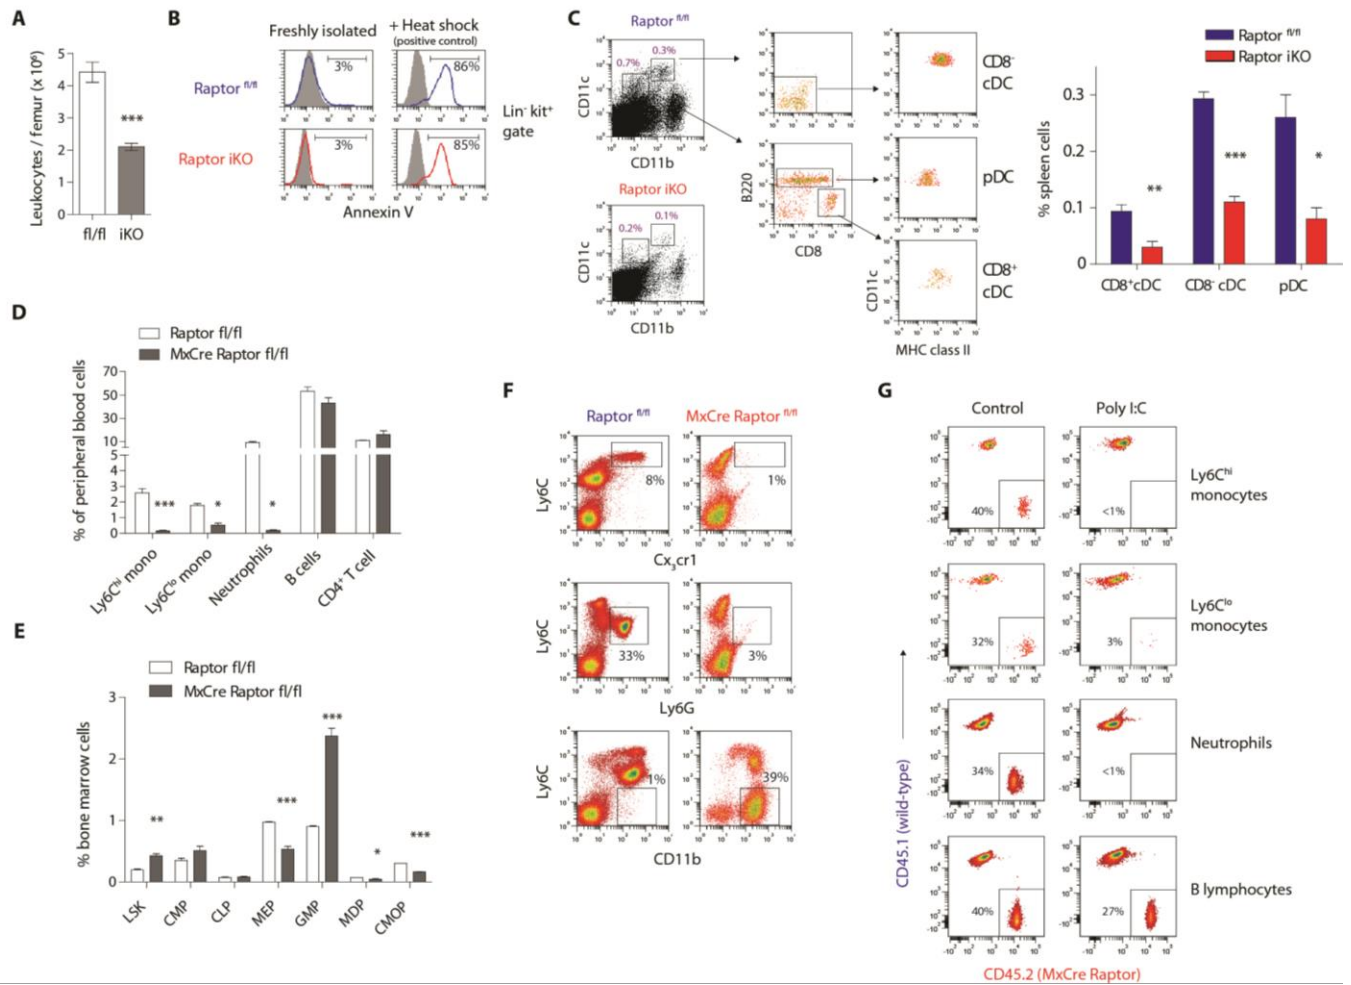 A
Leukocytes / femur (x 10⁶)
5
4
3
2
1
0
***
fl/fl
iKO
B
Freshly isolated
+ Heat shock
(positive control)
Raptor fl/fl
3%
86%
Raptor iKO
3%
85%
Lin⁻ kit⁺
gate
Annexin V
C
Raptor fl/fl
0.3%
0.7%
CD11c
CD11b
Raptor iKO
0.1%
0.2%
CD11c
CD11b
B220
CD8
CD8⁻
cDC
pDC
CD8⁺
cDC
CD11c
MHC class II
Raptor fl/fl
Raptor iKO
% spleen cells
0.3
0.2
0.1
0
**
***
*
CD8⁺cDC
CD8⁻ cDC
pDC
D
Raptor fl/fl
MxCre Raptor fl/fl
% of peripheral blood cells
70
50
30
10
5
4
3
2
1
0
***
*
*
Ly6Cʰⁱ mono
Ly6Cˡᵒ mono
Neutrophils
B cells
CD4⁺ T cell
E
Raptor fl/fl
MxCre Raptor fl/fl
% bone marrow cells
3
2
1
0
**
***
***
*
***
LSK
CMP
CLP
MEP
GMP
MDP
CMOP
F
Raptor fl/fl
MxCre Raptor fl/fl
Ly6C
8%
1%
Cx₃cr1
Ly6C
33%
3%
Ly6G
Ly6C
1%
39%
CD11b
G
Control
Poly I:C
40%
<1%
Ly6Cʰⁱ
monocytes
32%
3%
Ly6Cˡᵒ
monocytes
34%
<1%
Neutrophils
40%
27%
B lymphocytes
CD45.1 (wild-type)
CD45.2 (MxCre Raptor)